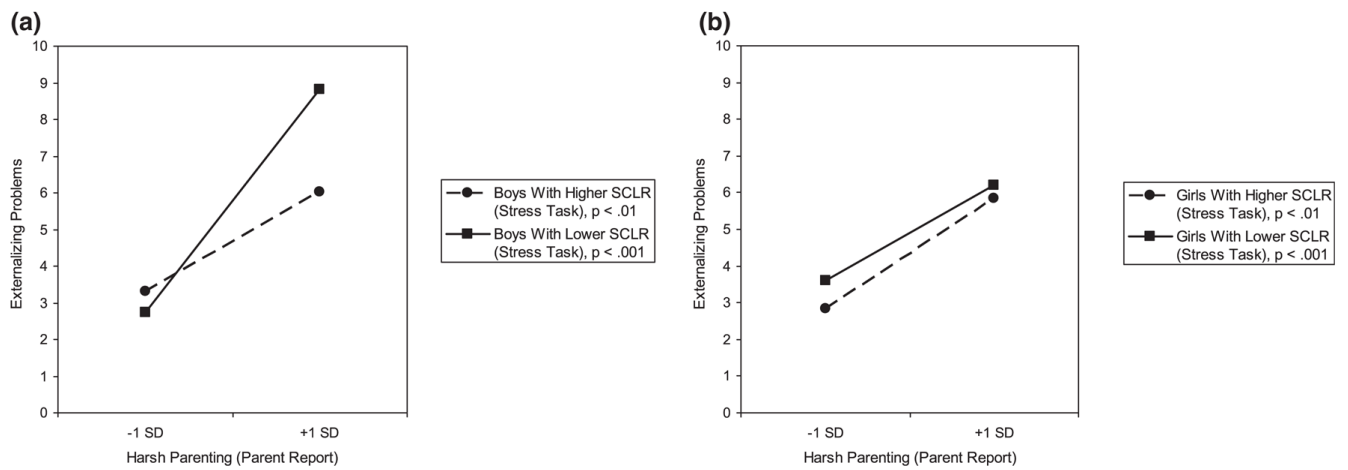 (a)
10
9
8
7
6
5
4
3
2
1
0
Externalizing Problems
-1 SD
+1 SD
Harsh Parenting (Parent Report)
Boys With Higher SCLR
(Stress Task), p < .01
Boys With Lower SCLR
(Stress Task), p < .001
(b)
10
9
8
7
6
5
4
3
2
1
0
Externalizing Problems
-1 SD
+1 SD
Harsh Parenting (Parent Report)
Girls With Higher SCLR
(Stress Task), p < .01
Girls With Lower SCLR
(Stress Task), p < .001